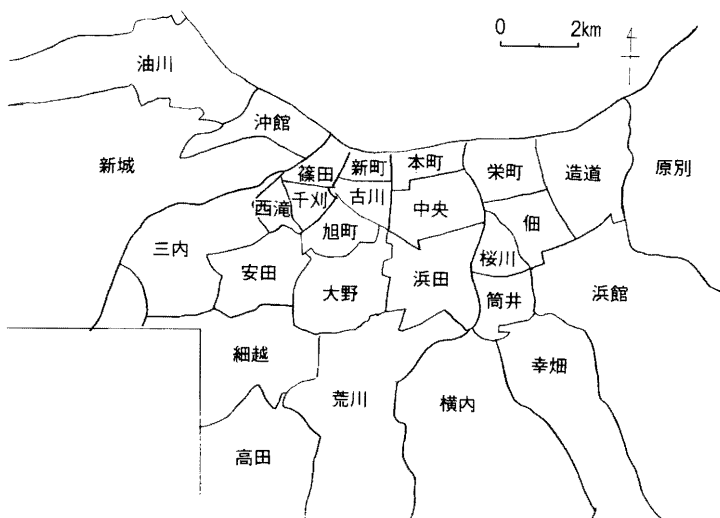 0 2km
4
油川
沖館
新城
篠田
新町
本町
栄町
造道
原別
西滝
千刈
古川
中央
佃
旭町
三内
安田
大野
浜田
桜川
筒井
浜館
細越
荒川
横内
幸畑
高田